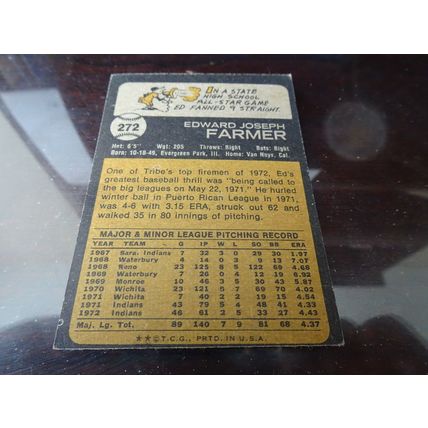 IN A STATE
HIGH SCHOOL
ALL-STAR GAME
ED FANNED 9 STRAIGHT.
272
EDWARD JOSEPH
FARMER
Hgt: 6'5" Wgt: 205 Throws: Right Bats: Right
Born: 10-18-49, Evergreen Park, Ill. Home: Van Nuys, Cal.
One of Tribe's top firemen of 1972, Ed's
greatest baseball thrill was "being called to
the big leagues on May 22, 1971." He hurled
winter ball in Puerto Rican League in 1971,
was 4-6 with 3.15 ERA, struck out 62 and
walked 35 in 80 innings of pitching.
MAJOR & MINOR LEAGUE PITCHING RECORD
YEAR TEAM G IP W L SO BB ERA
1967 Sara. Indians 7 32 3 0 29 30 1.97
1968 Waterbury 4 14 0 3 9 13 7.07
1968 Reno 23 125 8 5 122 69 4.68
1969 Waterbury 7 26 0 4 12 19 6.92
1969 Monroe 10 46 3 5 30 43 5.87
1970 Wichita 23 121 5 7 70 70 4.02
1971 Wichita 7 40 2 2 15 4.54
1971 Indians 43 79 5 4 48 41 4.33
1972 Indians 46 61 2 5 33 27 4.43
Maj. Lg. Tot. 89 140 7 9 81 68 4.37
★★©T.C.G., PRTD. IN U.S.A.